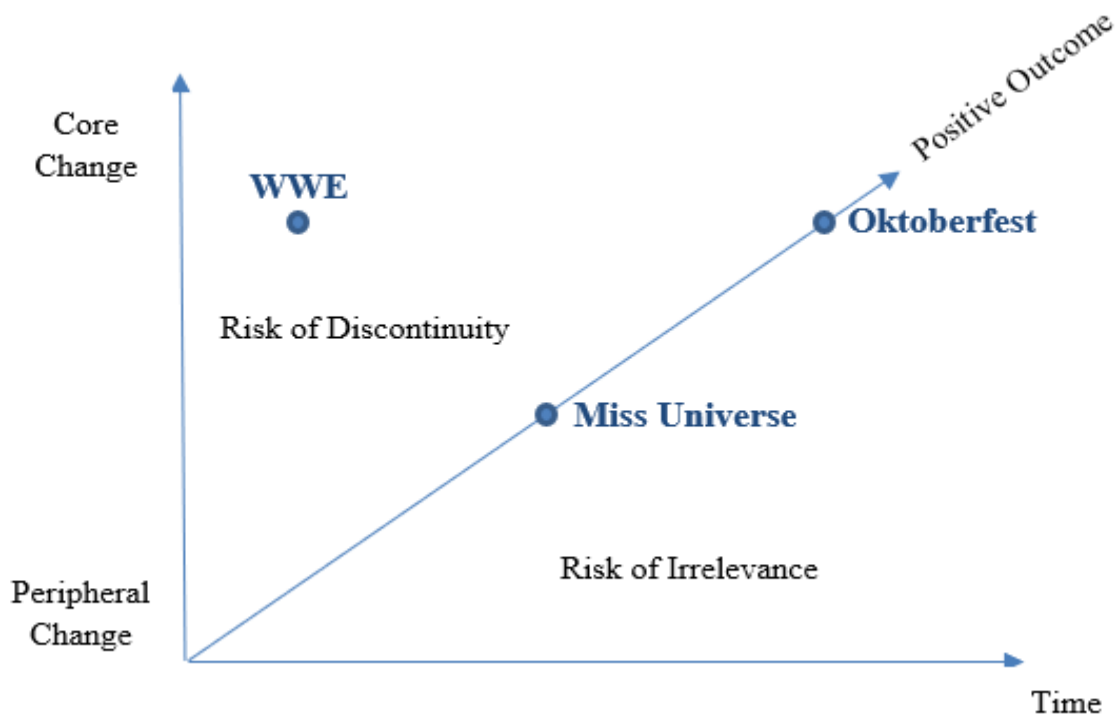 Positive Outcome
Core
Change
WWE
Oktoberfest
Risk of Discontinuity
Miss Universe
Risk of Irrelevance
Peripheral
Change
Time